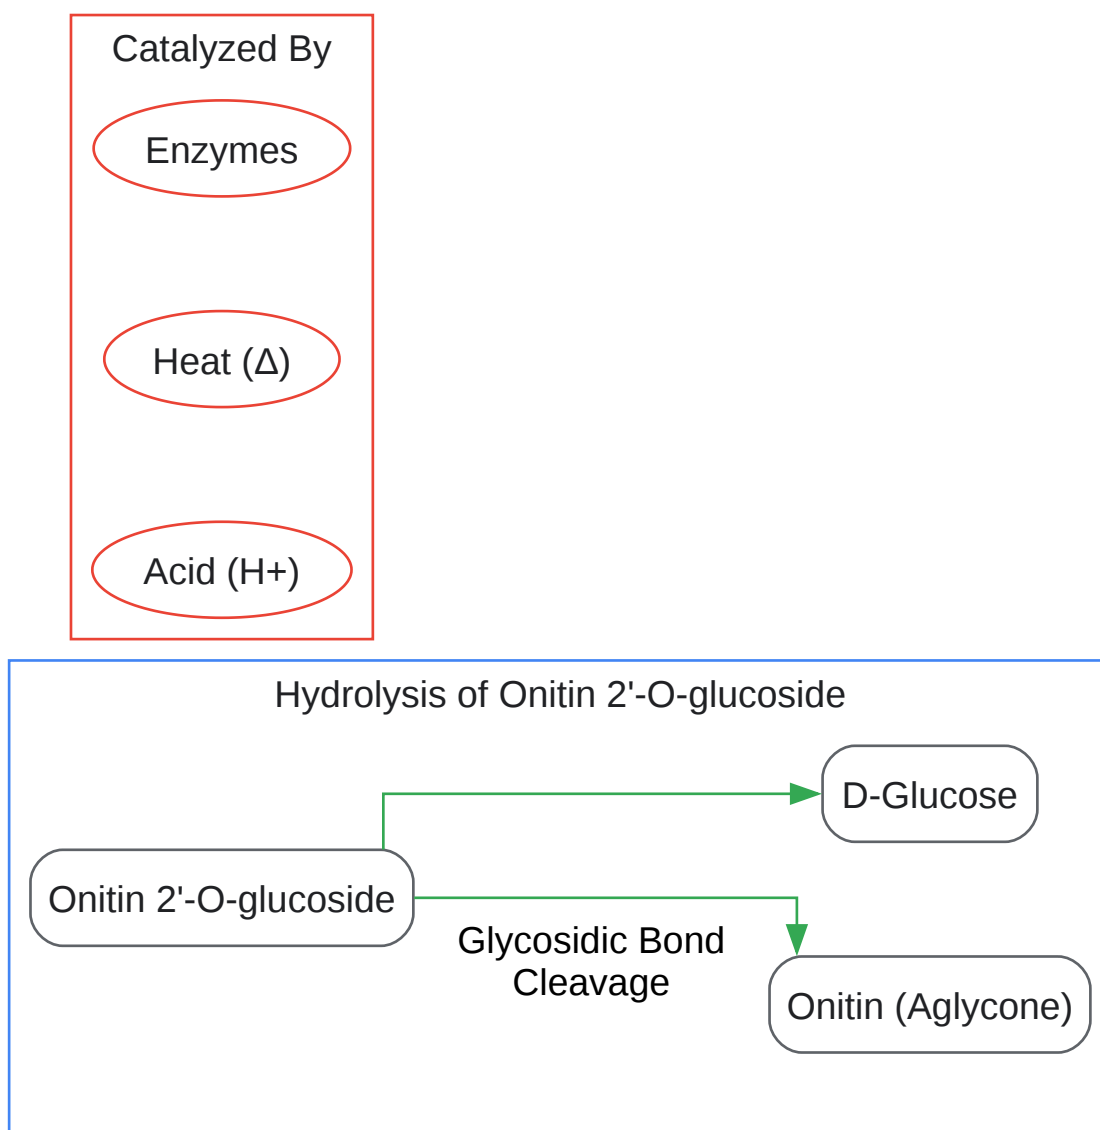 Catalyzed By
Enzymes
Heat (Δ)
Acid (H+)
Hydrolysis of Onitin 2'-O-glucoside
D-Glucose
Onitin 2'-O-glucoside
Glycosidic Bond
Cleavage
Onitin (Aglycone)